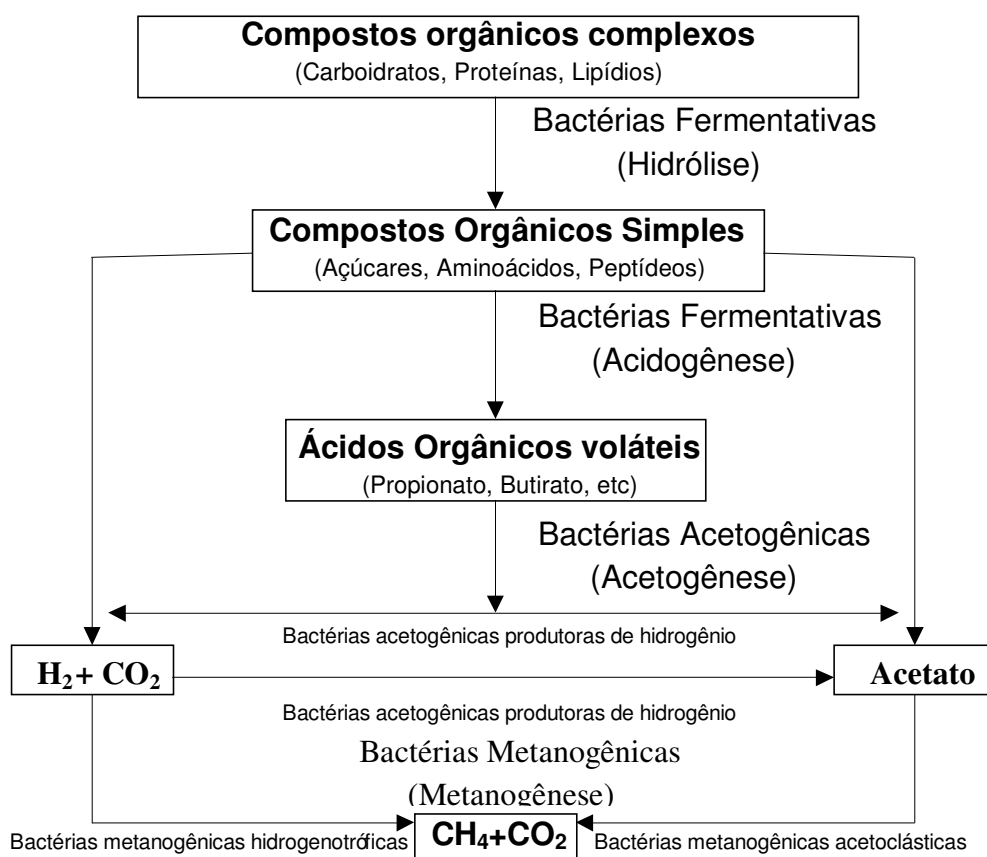 Compostos orgânicos complexos
(Carboidratos, Proteínas, Lipídios)
Bactérias Fermentativas
(Hidrólise)
Compostos Orgânicos Simples
(Açúcares, Aminoácidos, Peptídeos)
Bactérias Fermentativas
(Acidogênese)
Ácidos Orgânicos voláteis
(Propionato, Butirato, etc)
Bactérias Acetogênicas
(Acetogênese)
Bactérias acetogênicas produtoras de hidrogênio
H₂+ CO₂
Acetato
Bactérias acetogênicas produtoras de hidrogênio
Bactérias Metanogênicas
(Metanogênese)
Bactérias metanogênicas hidrogenotróficas
CH₄+CO₂
Bactérias metanogênicas acetoclásticas